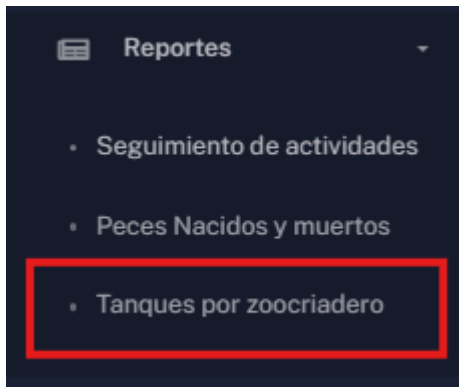 Reportes
Seguimiento de actividades
Peces Nacidos y muertos
Tanques por zoocriadero